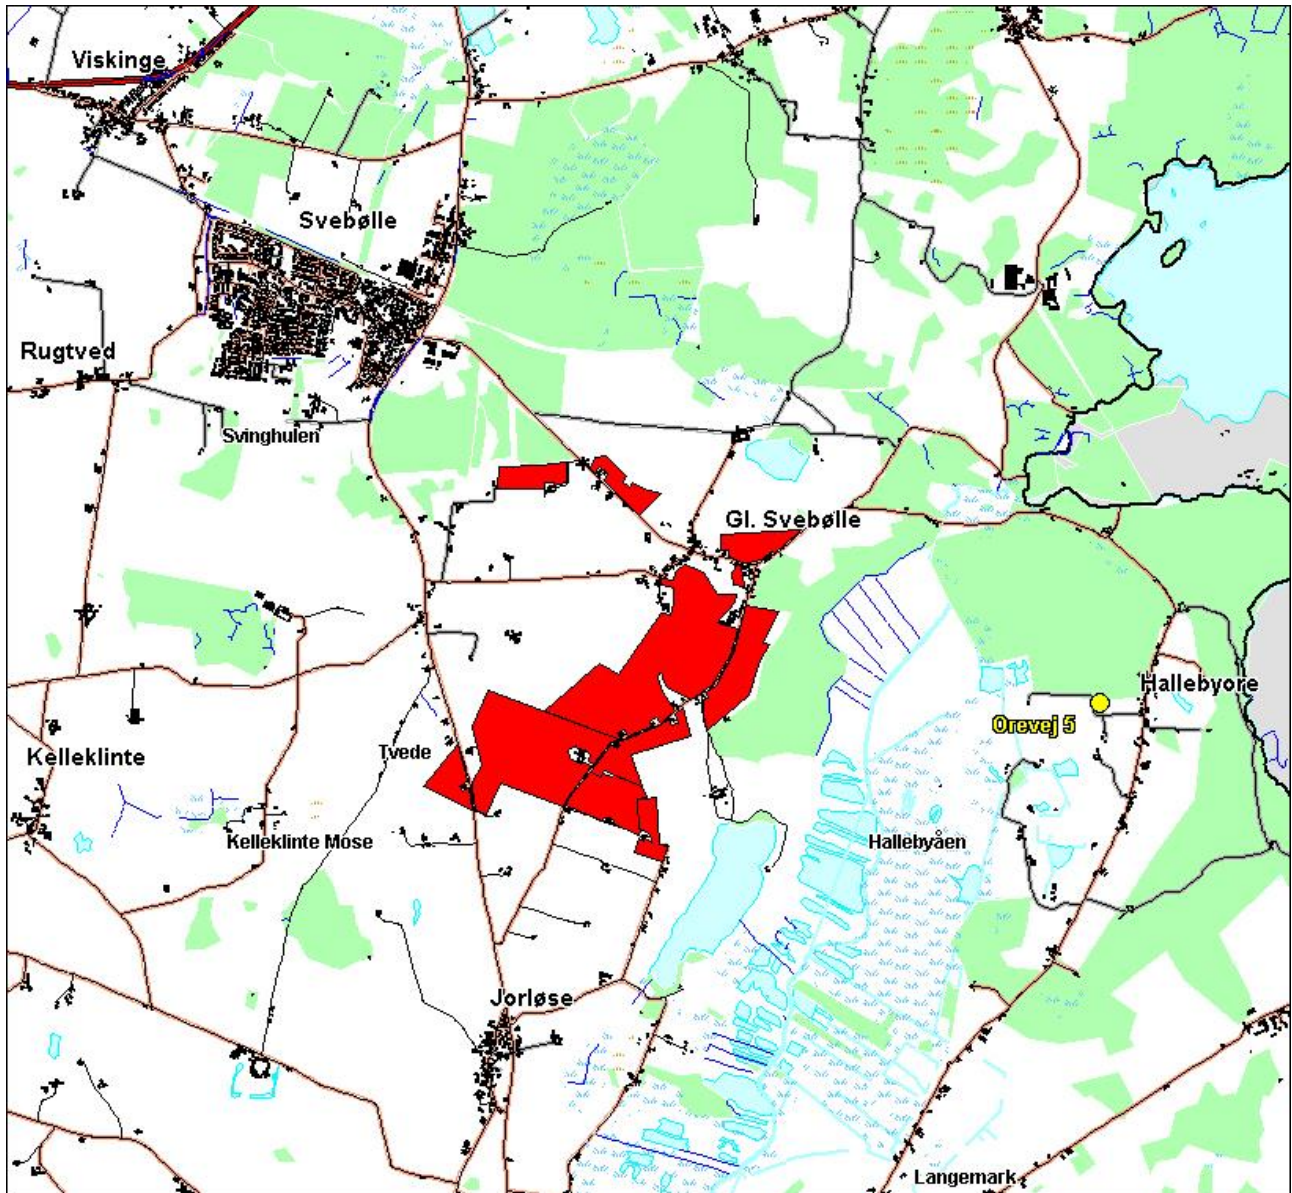 Viskinge
Svebølle
Rugtved
Svinghulen
Gl. Svebølle
Hallebyore
Orevej 5
Tvede
Kelleklinte
Kelleklinte Mose
Hallebyåen
Jorløse
Langemark